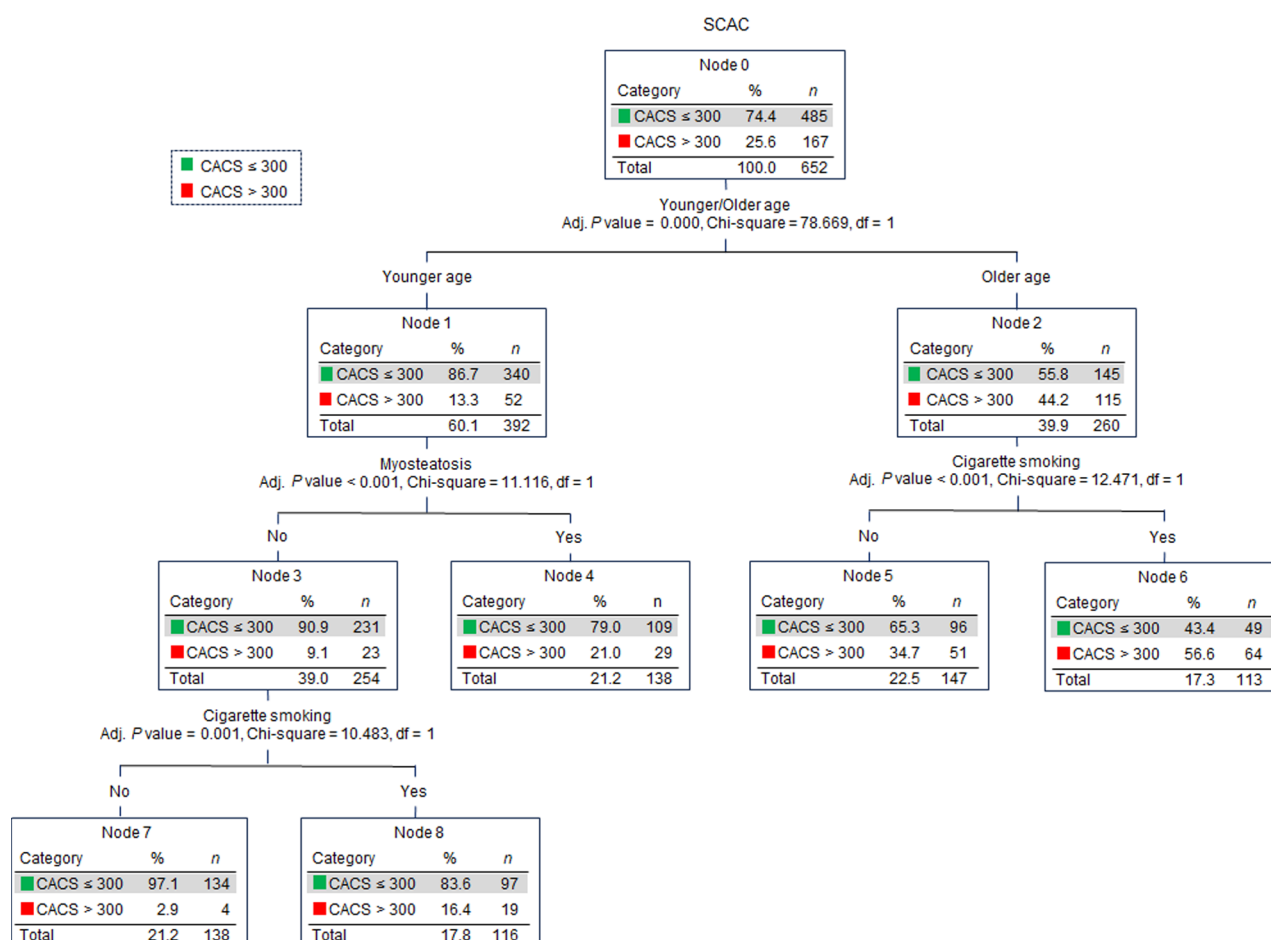 SCAC
Node 0
Category % n
CACS ≤ 300 74.4 485
CACS > 300 25.6 167
Total 100.0 652
CACS ≤ 300
CACS > 300
Younger/Older age
Adj. P value = 0.000, Chi-square = 78.669, df = 1
Younger age
Older age
Node 1
Category % n
CACS ≤ 300 86.7 340
CACS > 300 13.3 52
Total 60.1 392
Node 2
Category % n
CACS ≤ 300 55.8 145
CACS > 300 44.2 115
Total 39.9 260
Myosteatosis
Adj. P value < 0.001, Chi-square = 11.116, df = 1
Cigarette smoking
Adj. P value < 0.001, Chi-square = 12.471, df = 1
No
Yes
No
Yes
Node 3
Category % n
CACS ≤ 300 90.9 231
CACS > 300 9.1 23
Total 39.0 254
Node 4
Category % n
CACS ≤ 300 79.0 109
CACS > 300 21.0 29
Total 21.2 138
Node 5
Category % n
CACS ≤ 300 65.3 96
CACS > 300 34.7 51
Total 22.5 147
Node 6
Category % n
CACS ≤ 300 43.4 49
CACS > 300 56.6 64
Total 17.3 113
Cigarette smoking
Adj. P value = 0.001, Chi-square = 10.483, df = 1
No
Yes
Node 7
Category % n
CACS ≤ 300 97.1 134
CACS > 300 2.9 4
Total 21.2 138
Node 8
Category % n
CACS ≤ 300 83.6 97
CACS > 300 16.4 19
Total 17.8 116